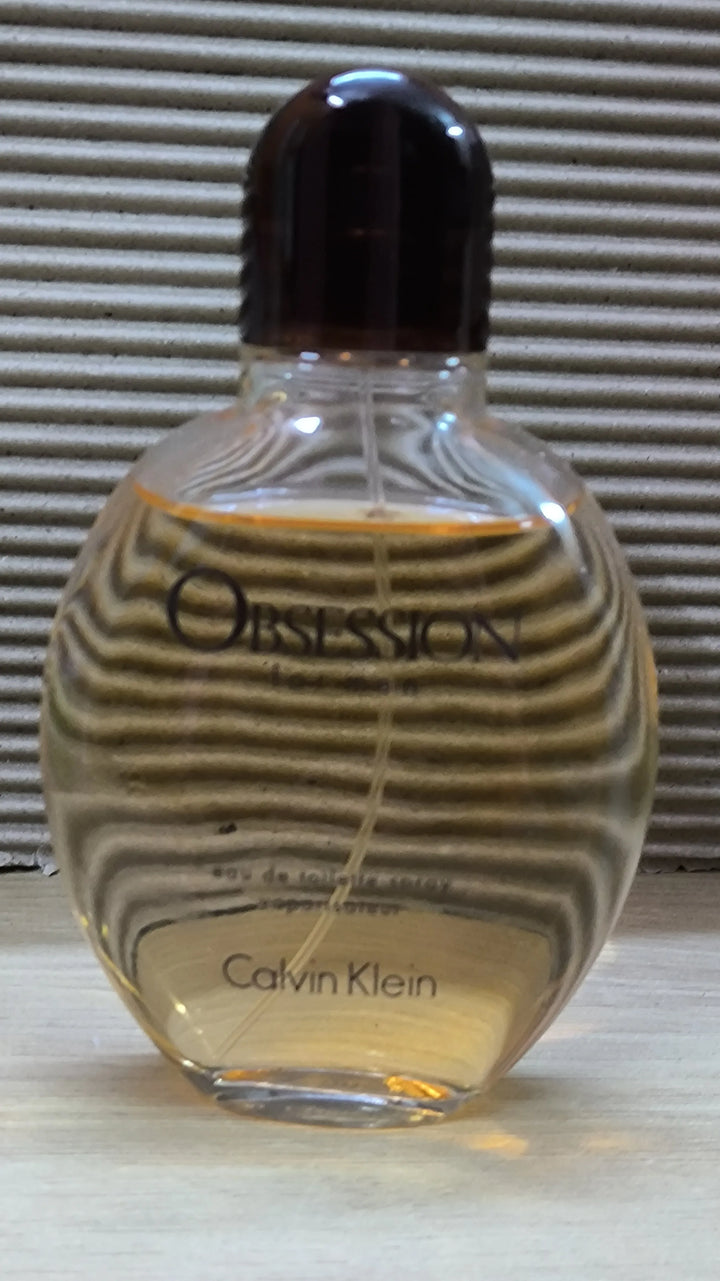 OBSESSION
for men
eau de toilette spray
vaporisateur
Calvin Klein